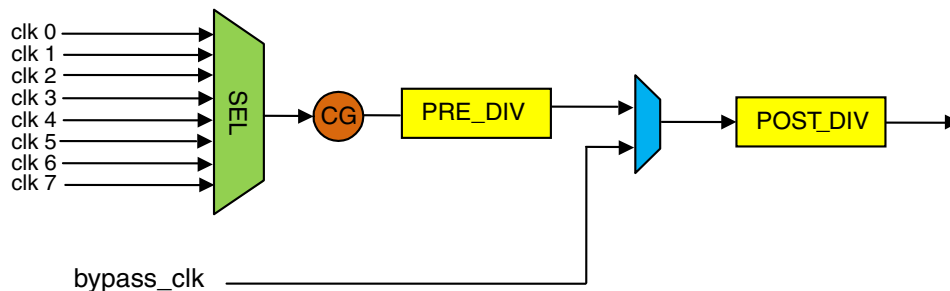 clk 0
clk 1
clk 2
clk 3
clk 4
clk 5
clk 6
clk 7
SEL
CG
PRE_DIV
POST_DIV
bypass_clk